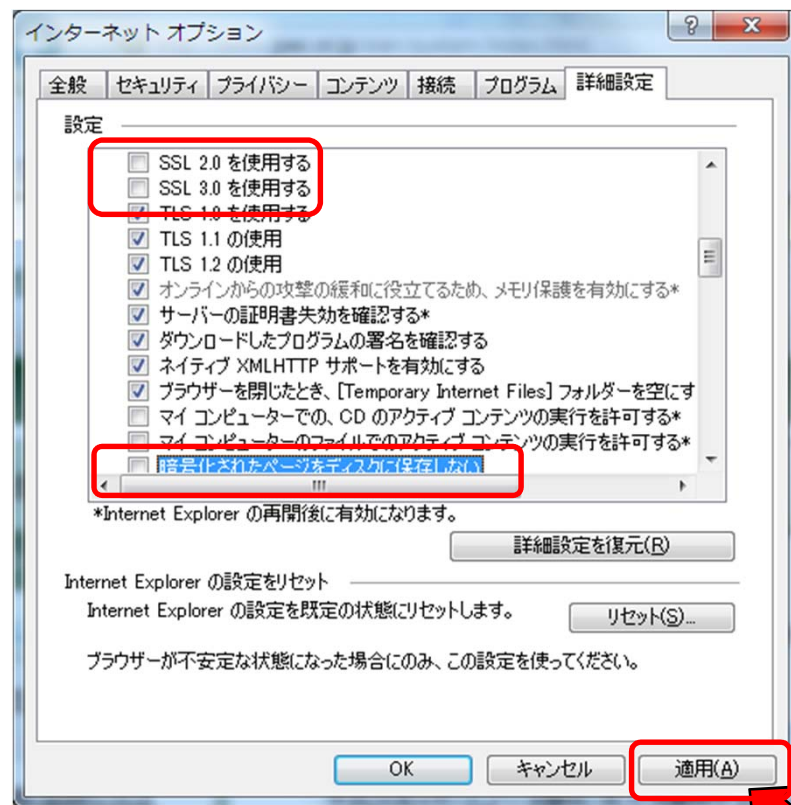 インターネット オプション
全般 セキュリティ プライバシー コンテンツ 接続 プログラム 詳細設定
設定
SSL 2.0 を使用する
SSL 3.0 を使用する
TLS 1.0 を使用する
TLS 1.1 の使用
TLS 1.2 の使用
オンラインからの攻撃の緩和に役立てるため、メモリ保護を有効にする*
サーバーの証明書失効を確認する*
ダウンロードしたプログラムの署名を確認する
ネイティブ XMLHTTP サポートを有効にする
ブラウザーを閉じたとき、[Temporary Internet Files] フォルダーを空にす
マイ コンピューターでの、CD のアクティブ コンテンツの実行を許可する*
マイ コンピューターのファイルでのアクティブ コンテンツの実行を許可する*
暗号化されたページをディスクに保存しない
*Internet Explorer の再開後に有効になります。
詳細設定を復元(R)
Internet Explorer の設定をリセット
Internet Explorer の設定を既定の状態にリセットします。
リセット(S)...
ブラウザーが不安定な状態になった場合にのみ、この設定を使ってください。
OK キャンセル 適用(A)